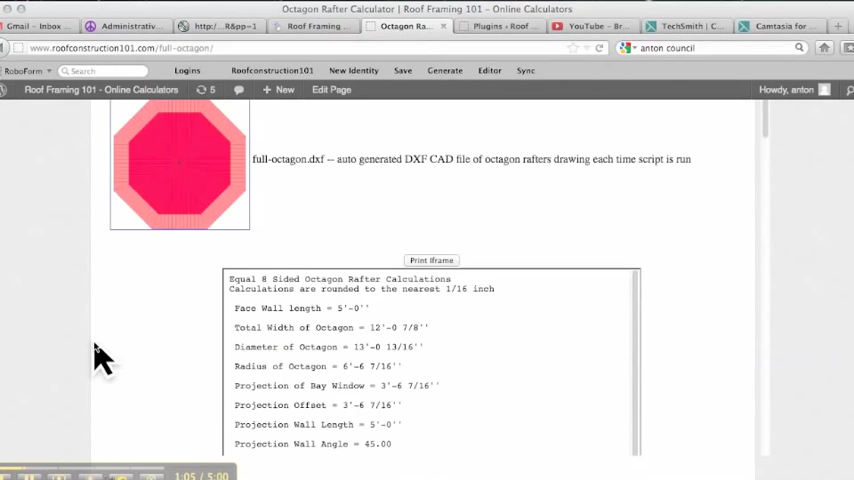 Octagon Rafter Calculator | Roof Framing 101 - Online Calculators
Gmail - Inbox
Administrativ...
http:/...R&pp-1
Roof Framing ...
Octagon Ra...
Plugins ‹ Roof ...
YouTube - Br...
TechSmith | ...
Camtasia for ...
www.roofconstruction101.com/full-octagon/
anton council
RoboForm
Search
Logins
Roofconstruction101
New Identity
Save
Generate
Editor
Sync
Roof Framing 101 - Online Calculators
5
+ New
Edit Page
Howdy, anton
full-octagon.dxf -- auto generated DXF CAD file of octagon rafters drawing each time script is run
Print Iframe
Equal 8 Sided Octagon Rafter Calculations
Calculations are rounded to the nearest 1/16 inch
Face Wall length = 5'-0''
Total Width of Octagon = 12'-0 7/8''
Diameter of Octagon = 13'-0 13/16''
Radius of Octagon = 6'-6 7/16''
Projection of Bay Window = 3'-6 7/16''
Projection Offset = 3'-6 7/16''
Projection Wall Length = 5'-0''
Projection Wall Angle = 45.00
1:05 / 5:00